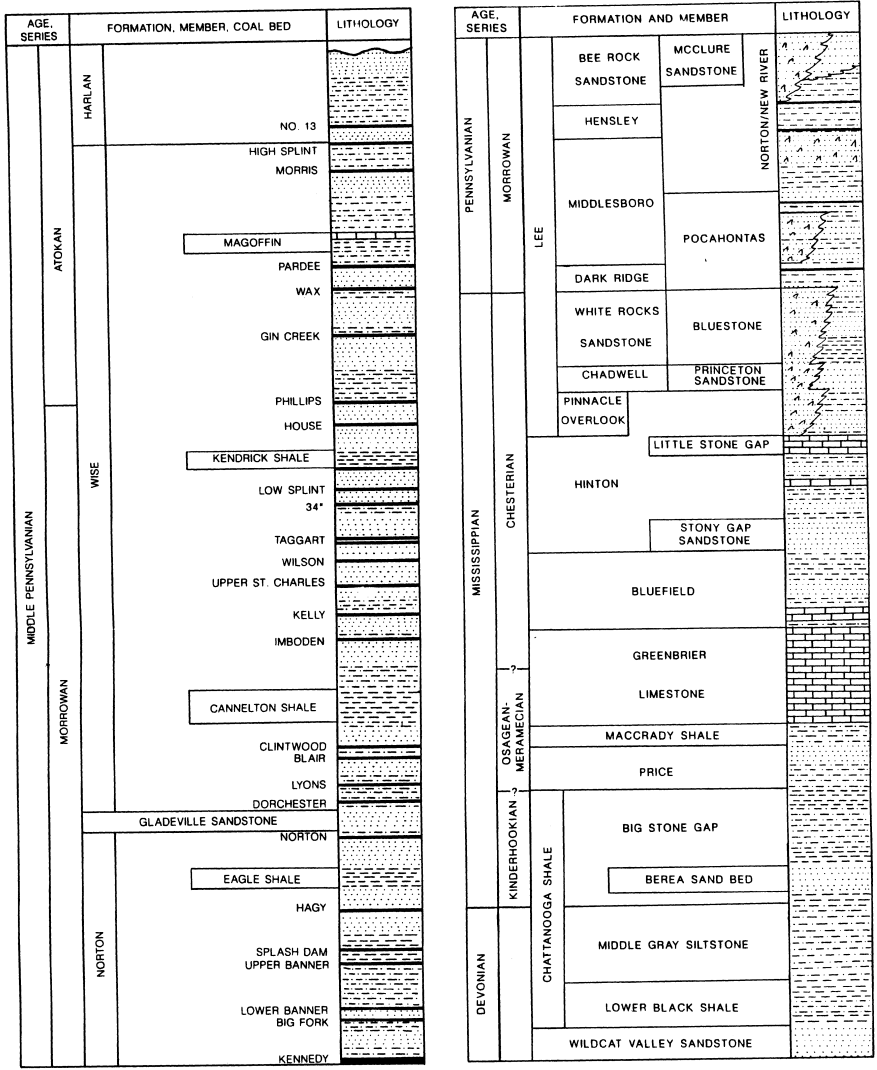 AGE, SERIES
FORMATION, MEMBER, COAL BED
LITHOLOGY
MIDDLE PENNSYLVANIAN
ATOKAN
MORROWAN
HARLAN
WISE
NORTON
NO. 13
HIGH SPLINT
MORRIS
MAGOFFIN
PARDEE
WAX
GIN CREEK
PHILLIPS
HOUSE
KENDRICK SHALE
LOW SPLINT
34"
TAGGART
WILSON
UPPER ST. CHARLES
KELLY
IMBODEN
CANNELTON SHALE
CLINTWOOD
BLAIR
LYONS
DORCHESTER
GLADEVILLE SANDSTONE
NORTON
EAGLE SHALE
HAGY
SPLASH DAM
UPPER BANNER
LOWER BANNER
BIG FORK
KENNEDY
AGE, SERIES
FORMATION AND MEMBER
LITHOLOGY
PENNSYLVANIAN
MISSISSIPPIAN
DEVONIAN
MORROWAN
CHESTERIAN
?
OSAGEAN-
MERAMECIAN
?
KINDERHOOKIAN
LEE
BEE ROCK
SANDSTONE
MCCLURE
SANDSTONE
NORTON/NEW RIVER
HENSLEY
MIDDLESBORO
POCAHONTAS
DARK RIDGE
WHITE ROCKS
SANDSTONE
BLUESTONE
CHADWELL
PRINCETON
SANDSTONE
PINNACLE
OVERLOOK
LITTLE STONE GAP
HINTON
STONY GAP
SANDSTONE
BLUEFIELD
GREENBRIER
LIMESTONE
MACCRADY SHALE
PRICE
CHATTANOOGA SHALE
BIG STONE GAP
BEREA SAND BED
MIDDLE GRAY SILTSTONE
LOWER BLACK SHALE
WILDCAT VALLEY SANDSTONE